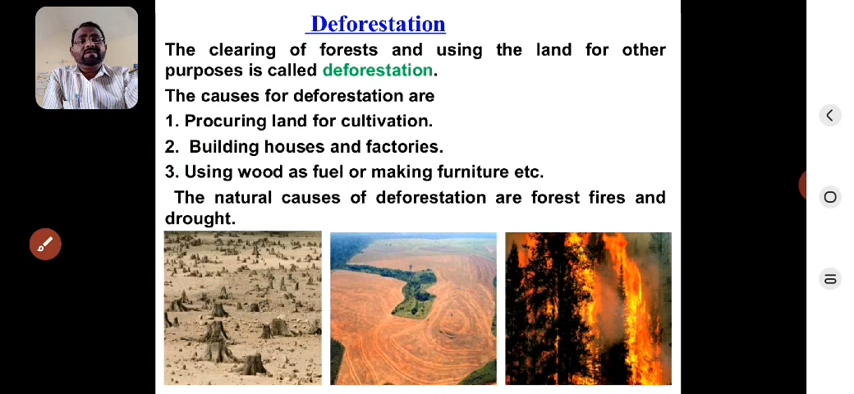 Deforestation
The clearing of forests and using the land for other
purposes is called deforestation.
The causes for deforestation are
1. Procuring land for cultivation.
2. Building houses and factories.
3. Using wood as fuel or making furniture etc.
The natural causes of deforestation are forest fires and
drought.